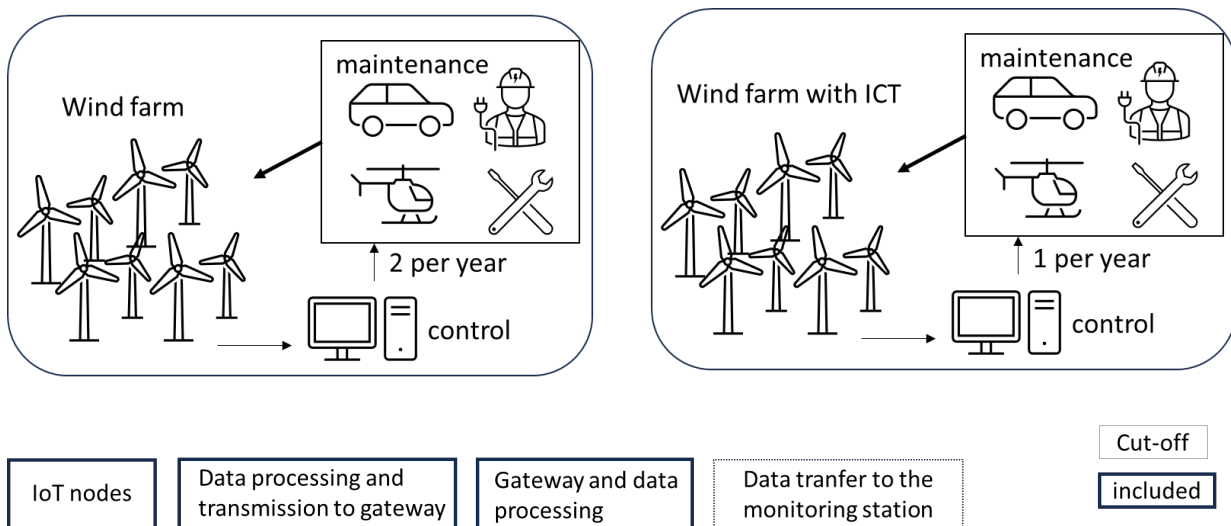 maintenance
Wind farm
2 per year
control
maintenance
Wind farm with ICT
1 per year
control
Cut-off
included
IoT nodes
Data processing and
transmission to gateway
Gateway and data
processing
Data tranfer to the
monitoring station